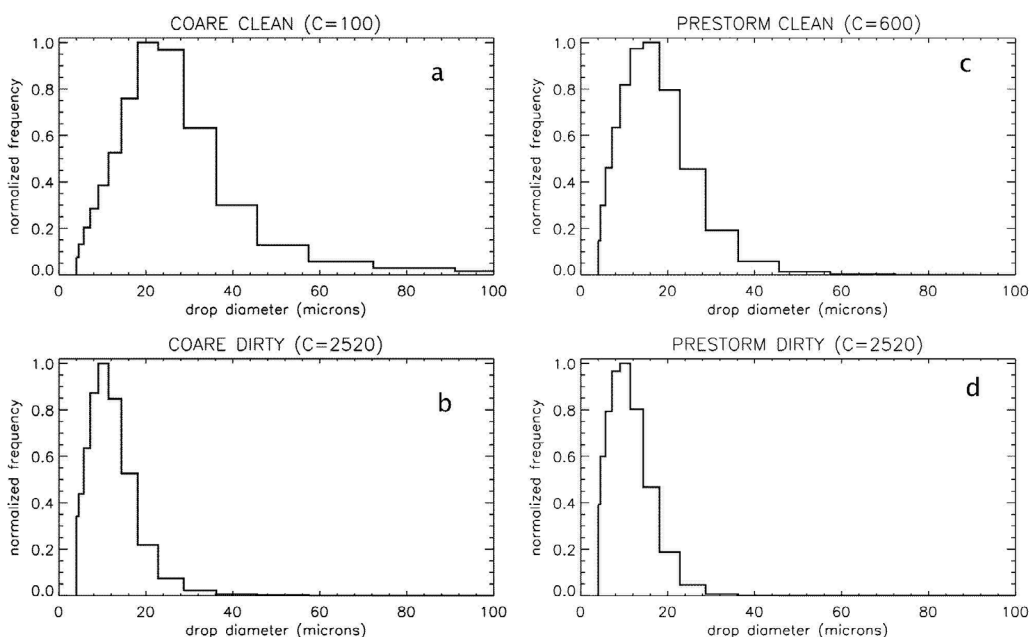 COARE CLEAN (C=100)
a
normalized frequency
1.0
0.8
0.6
0.4
0.2
0.0
0 20 40 60 80 100
drop diameter (microns)
PRESTORM CLEAN (C=600)
c
normalized frequency
1.0
0.8
0.6
0.4
0.2
0.0
0 20 40 60 80 100
drop diameter (microns)
COARE DIRTY (C=2520)
b
normalized frequency
1.0
0.8
0.6
0.4
0.2
0.0
0 20 40 60 80 100
drop diameter (microns)
PRESTORM DIRTY (C=2520)
d
normalized frequency
1.0
0.8
0.6
0.4
0.2
0.0
0 20 40 60 80 100
drop diameter (microns)